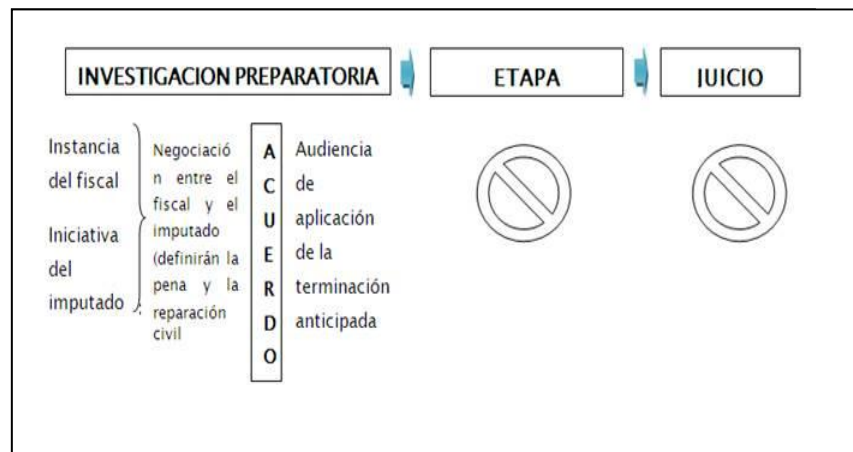 INVESTIGACION PREPARATORIA
ETAPA
JUICIO
Instancia
del fiscal
Iniciativa
del
imputado
Negociació
n entre el
fiscal y el
imputado
(definirán la
pena y la
reparación
civil
A
C
U
E
R
D
O
Audiencia
de
aplicación
de la
terminación
anticipada